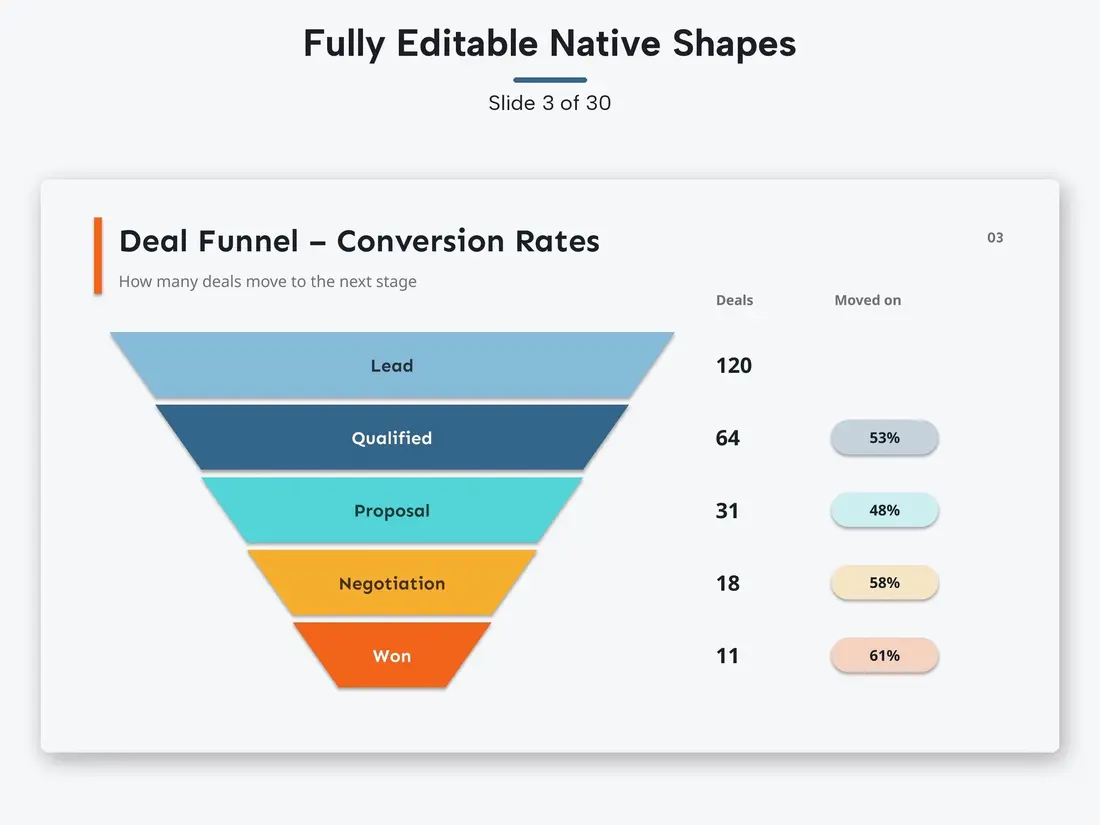 Fully Editable Native Shapes
Slide 3 of 30
Deal Funnel – Conversion Rates
03
How many deals move to the next stage
Deals Moved on
Lead 120
Qualified 64 53%
Proposal 31 48%
Negotiation 18 58%
Won 11 61%